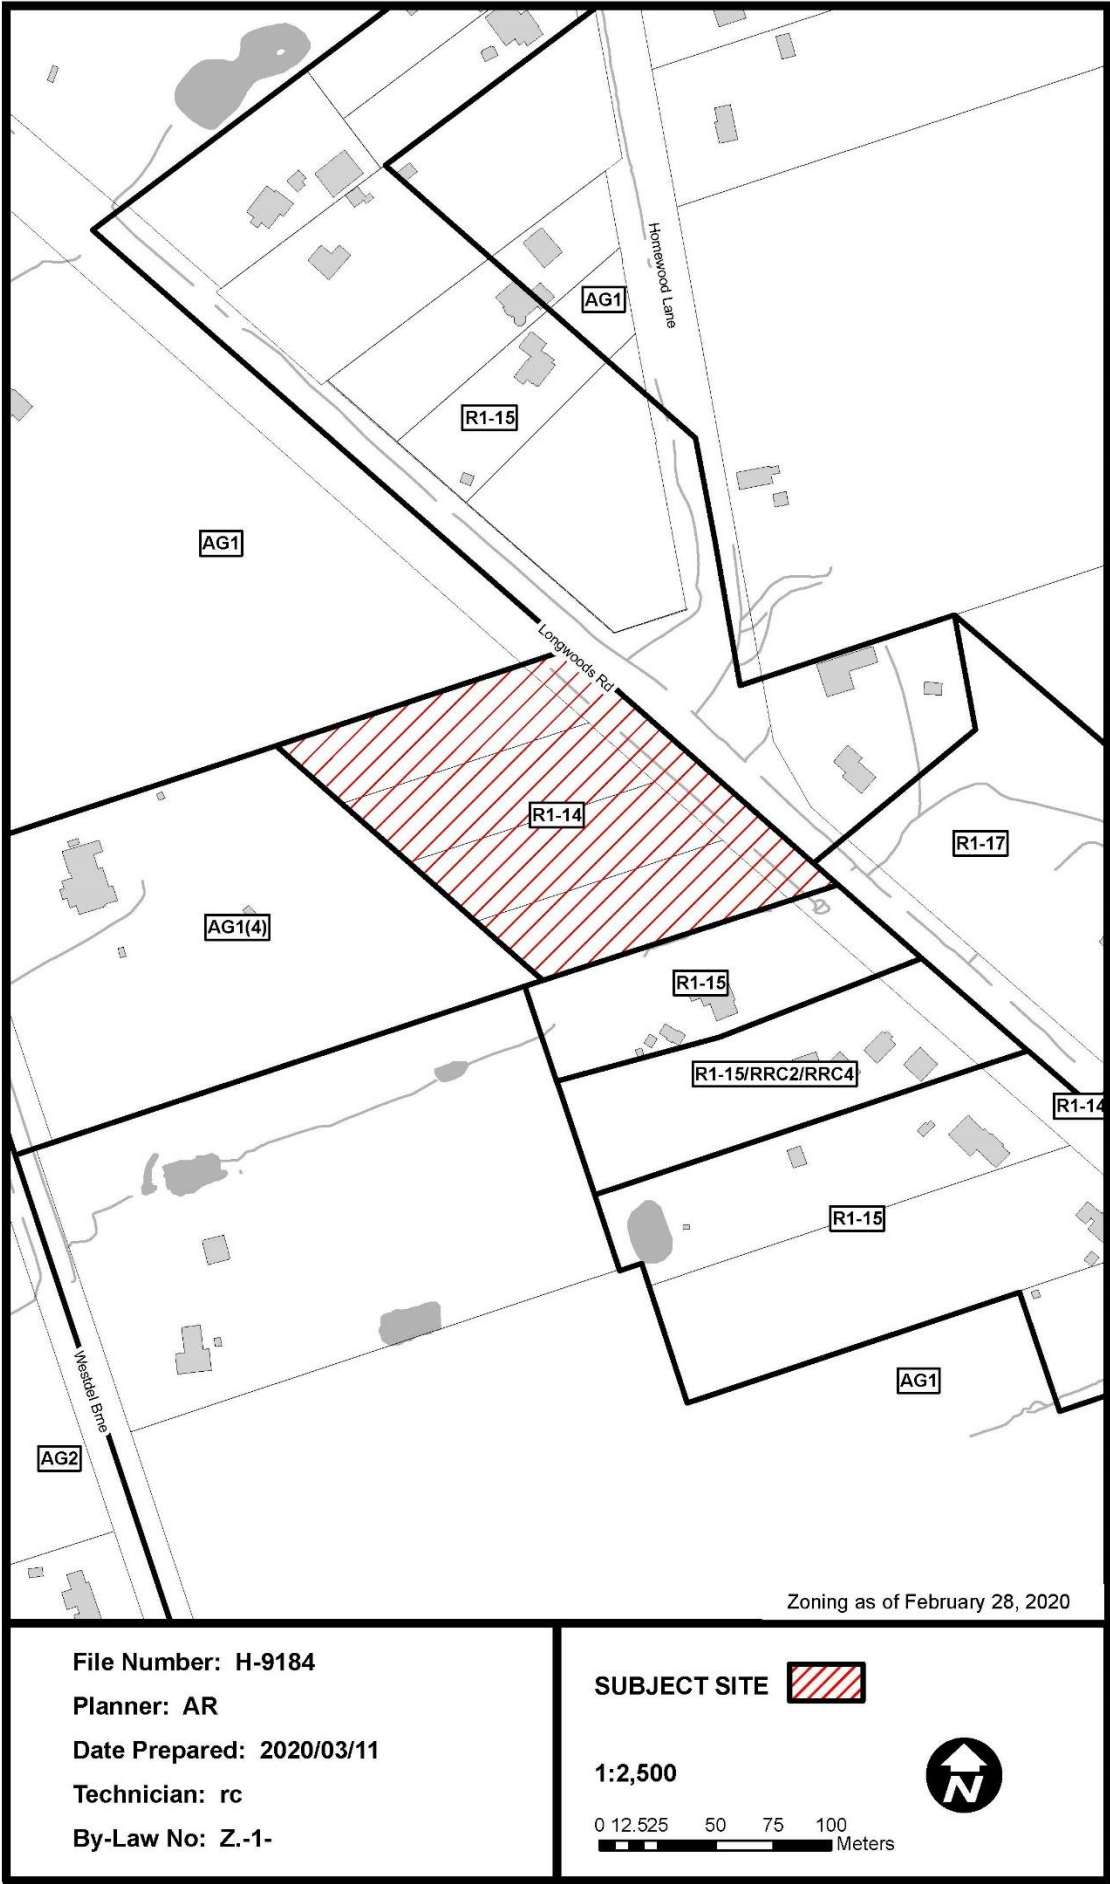 Homewood Lane
AG1
R1-15
AG1
Longwoods Rd
R1-14
R1-17
AG1(4)
R1-15
R1-15/RRC2/RRC4
R1-14
R1-15
AG1
Westdel Brne
AG2
Zoning as of February 28, 2020
File Number: H-9184
Planner: AR
Date Prepared: 2020/03/11
Technician: rc
By-Law No: Z.-1-
SUBJECT SITE
1:2,500
N
0 12.525 50 75 100
Meters